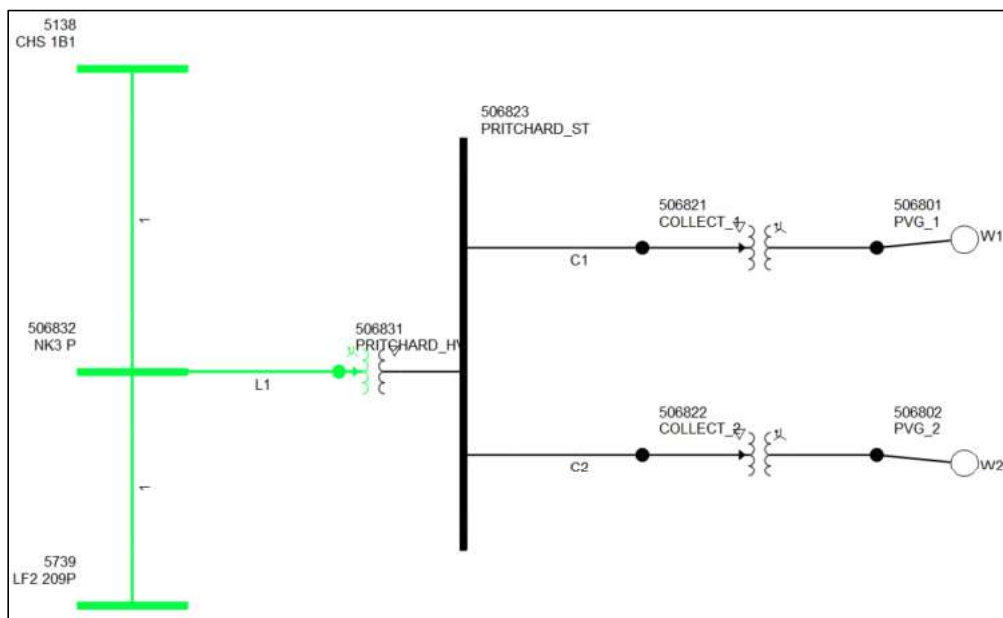 5138
CHS 1B1
506823
PRITCHARD_ST
506821
COLLECT_1
506801
PVG_1
W1
1
C1
506832
NK3 P
506831
PRITCHARD_HV
L1
506822
COLLECT_2
506802
PVG_2
W2
1
C2
5739
LF2 209P